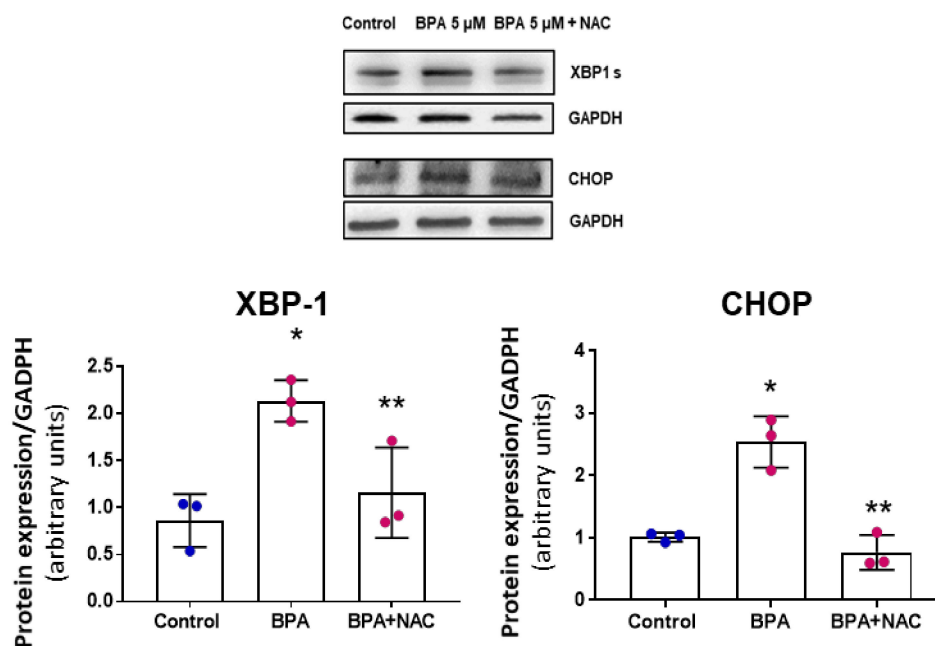 Control BPA 5 µM BPA 5 µM + NAC
XBP1 s
GAPDH
CHOP
GAPDH
XBP-1
Protein expression/GADPH
(arbitrary units)
2.5
2.0
1.5
1.0
0.5
0.0
*
**
Control BPA BPA+NAC
CHOP
Protein expression/GADPH
(arbitrary units)
4
3
2
1
0
*
**
Control BPA BPA+NAC